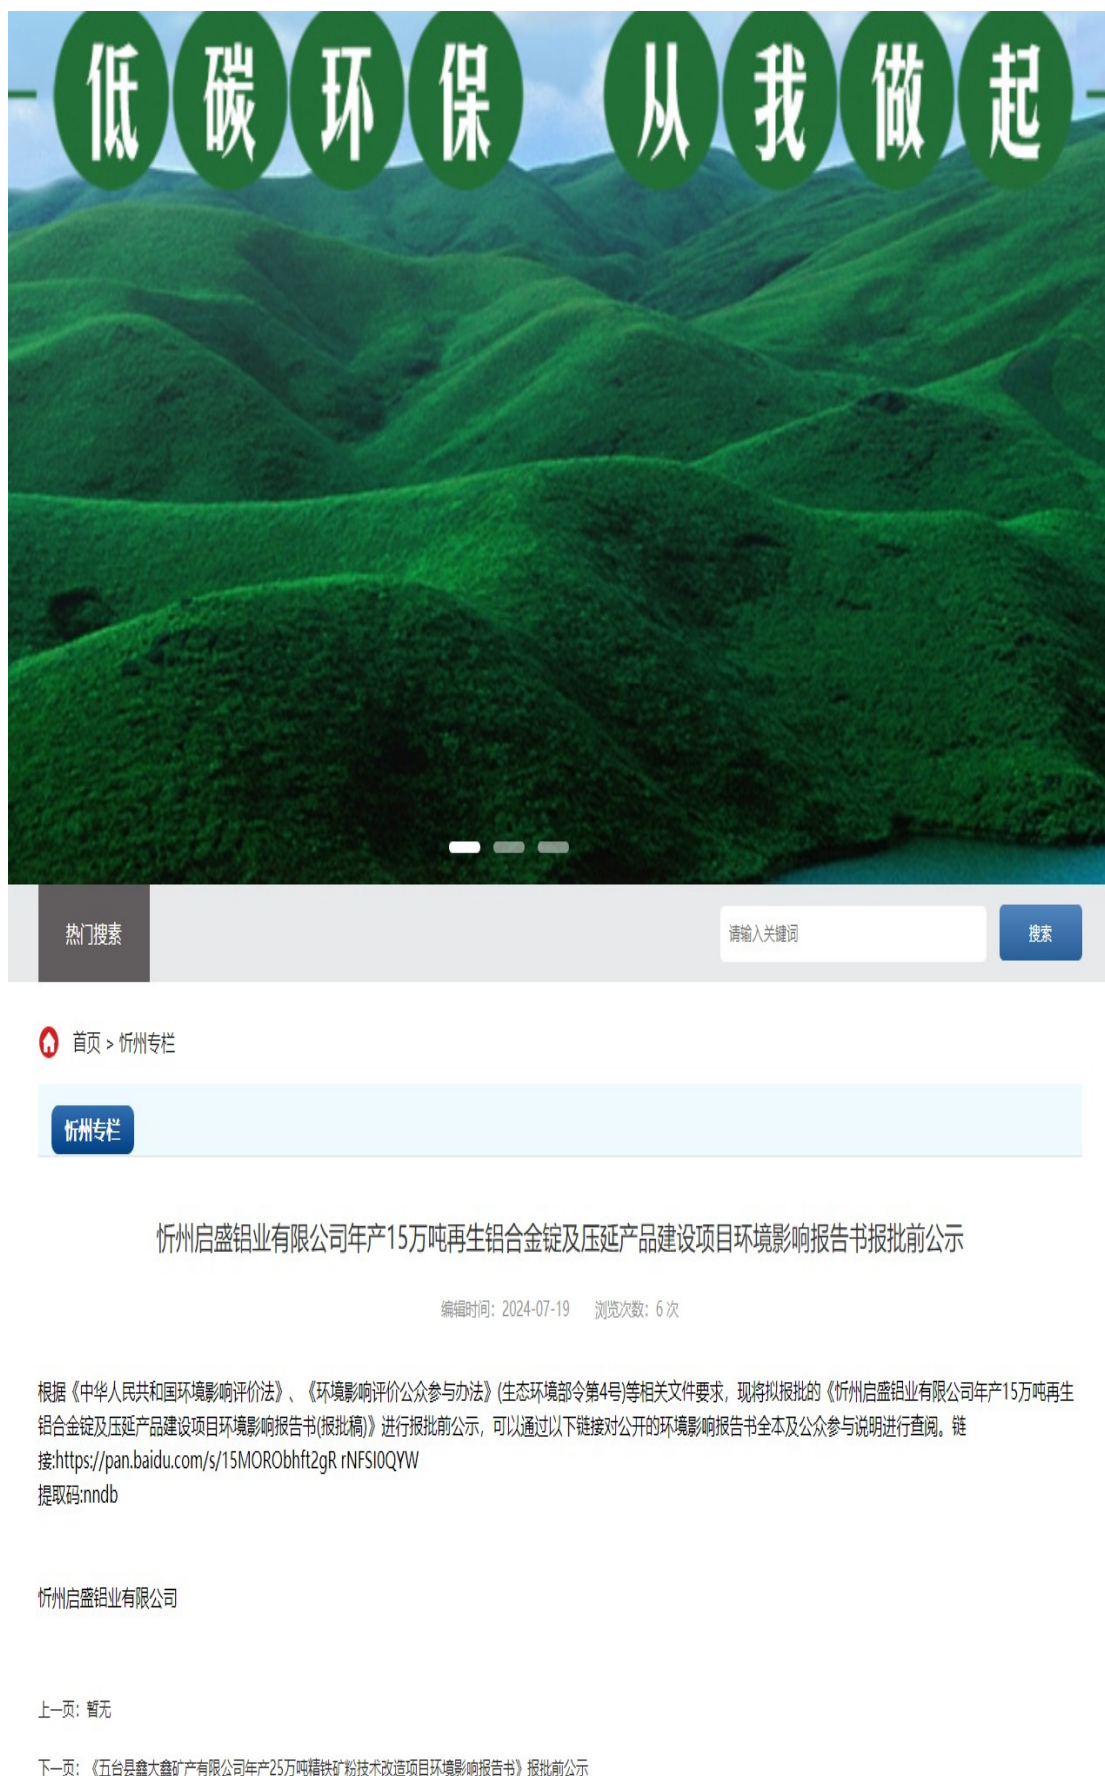 低碳环保 从我做起
热门搜素
请输入关键词
搜索
首页 > 忻州专栏
忻州专栏
忻州启盛铝业有限公司年产15万吨再生铝合金锭及压延产品建设项目环境影响报告书报批前公示
编辑时间：2024-07-19 浏览次数：6 次
根据《中华人民共和国环境影响评价法》、《环境影响评价公众参与办法》(生态环境部令第4号)等相关文件要求，现将拟报批的《忻州启盛铝业有限公司年产15万吨再生
铝合金锭及压延产品建设项目环境影响报告书(报批稿)》进行报批前公示，可以通过以下链接对公开的环境影响报告书全本及公众参与说明进行查阅。链
接:https://pan.baidu.com/s/15MORObhft2gR rNFSI0QYW
提取码:nndb
忻州启盛铝业有限公司
上一页：暂无
下一页：《五台县鑫大鑫矿产有限公司年产25万吨精铁矿粉技术改造项目环境影响报告书》报批前公示